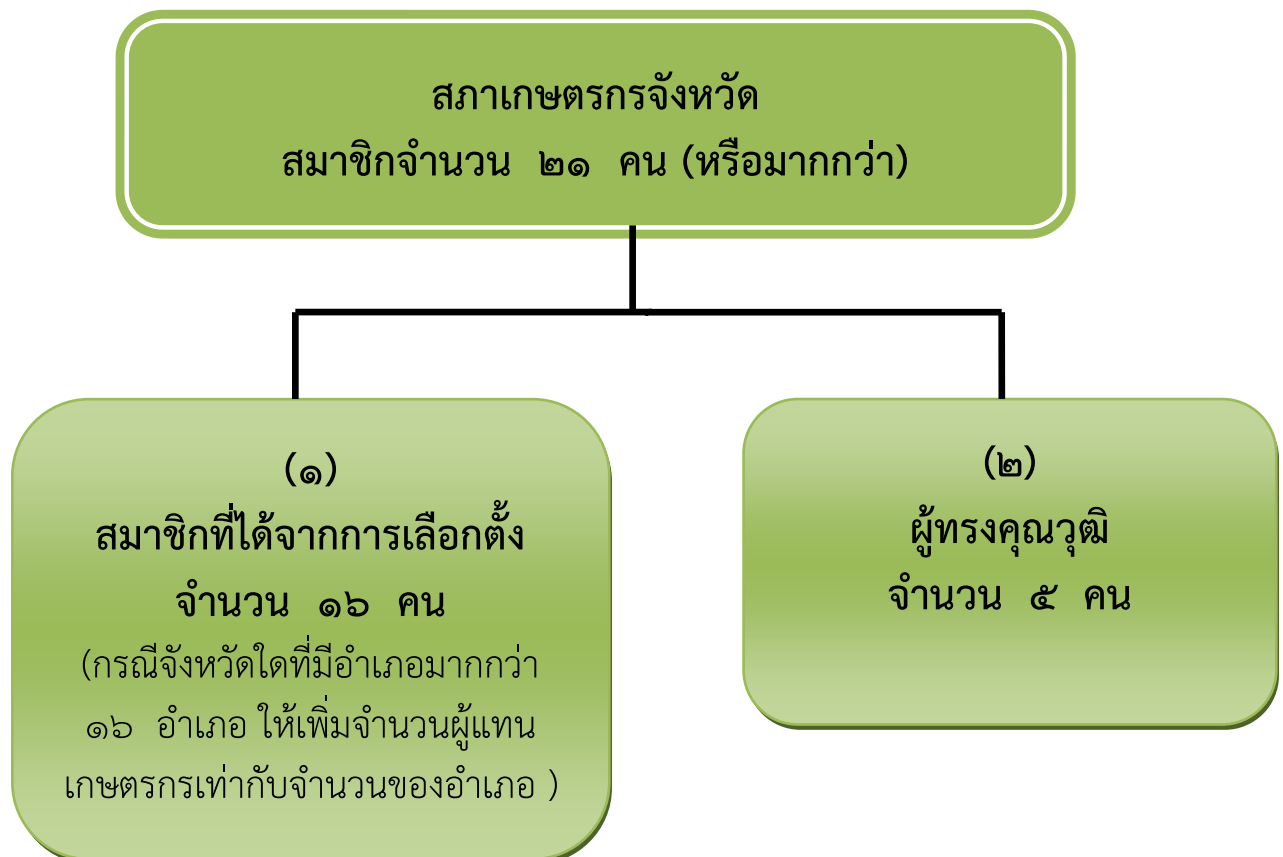 สภาเกษตรกรจังหวัด
สมาชิกจำนวน ๒๑ คน (หรือมากกว่า)
(๑)
สมาชิกที่ได้จากการเลือกตั้ง
จำนวน ๑๖ คน
(กรณีจังหวัดใดที่มีอำเภอมากกว่า
๑๖ อำเภอ ให้เพิ่มจำนวนผู้แทน
เกษตรกรเท่ากับจำนวนของอำเภอ )
(๒)
ผู้ทรงคุณวุฒิ
จำนวน ๕ คน